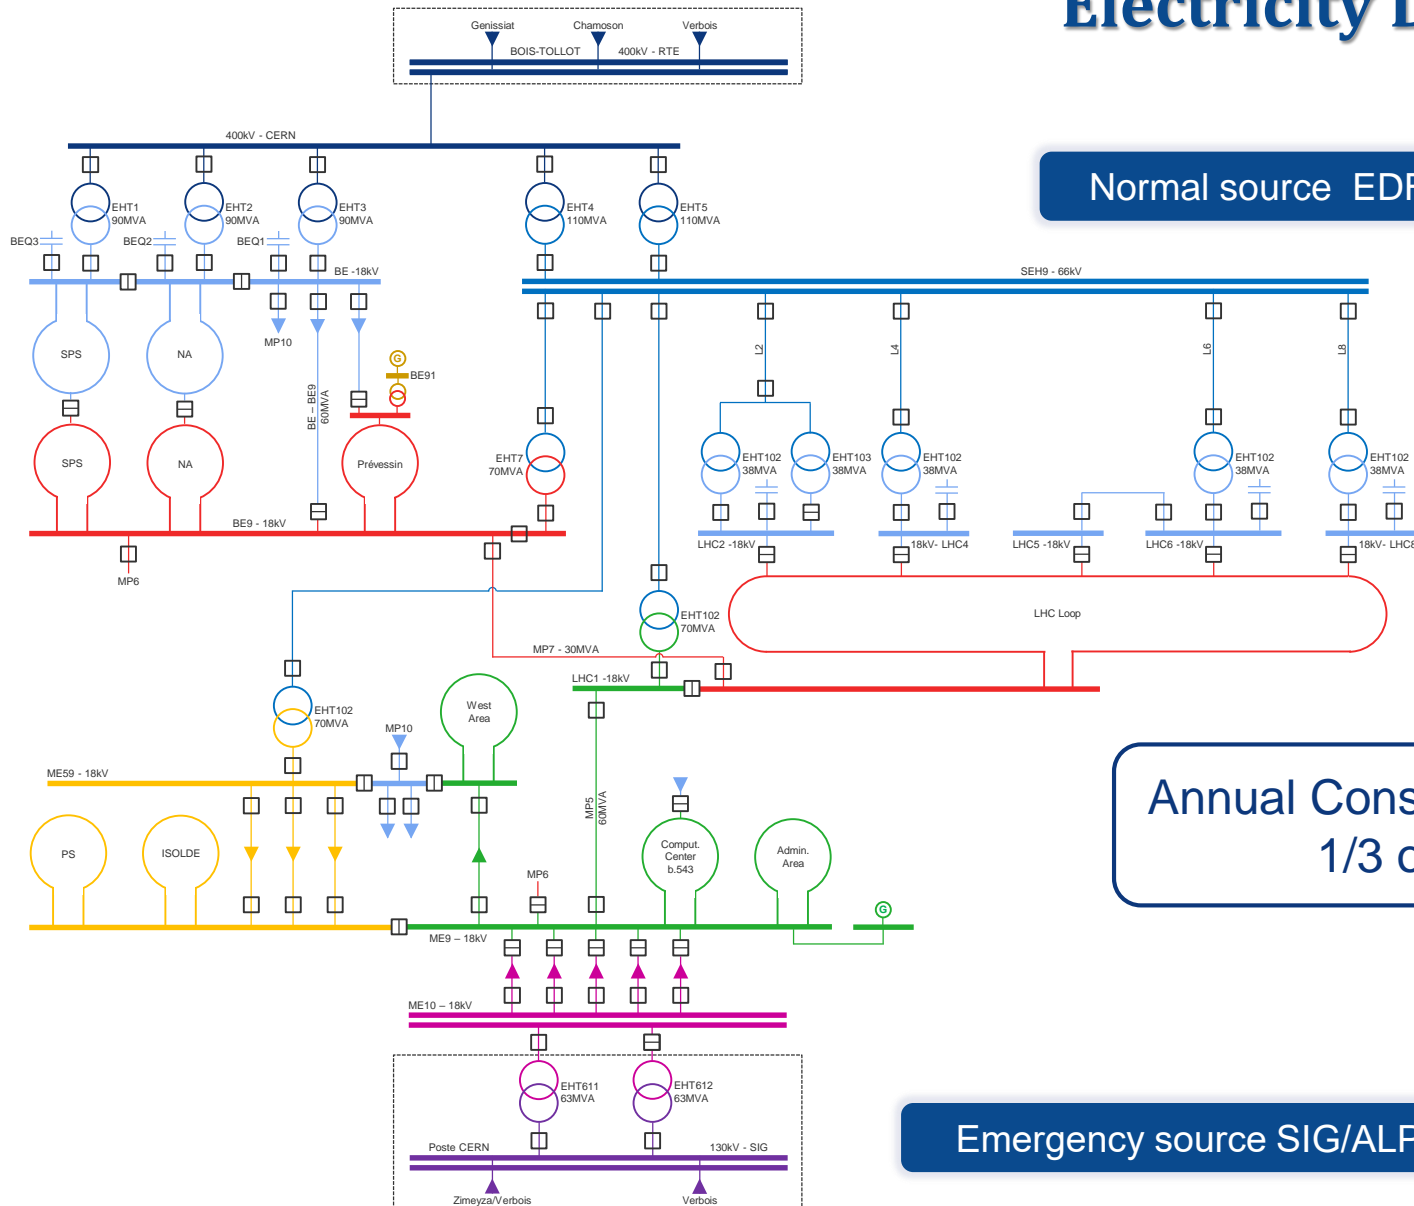 Electricity D
Genissiat
Chamoson
Verbois
BOIS-TOLLOT
400kV - RTE
400kV - CERN
Normal source EDF
EHT1
90MVA
EHT2
90MVA
EHT3
90MVA
EHT4
110MVA
EHT5
110MVA
BEQ3
BEQ2
BEQ1
BE -18kV
SEH9 - 66kV
MP10
SPS
NA
G
BE91
BE – BE9
60MVA
L2
L4
L6
L8
SPS
NA
Prévessin
EHT7
70MVA
EHT102
38MVA
EHT103
38MVA
EHT102
38MVA
EHT102
38MVA
EHT102
38MVA
BE9 - 18kV
LHC2 -18kV
18kV- LHC4
LHC5 -18kV
LHC6 -18kV
18kV- LHC8
MP6
EHT102
70MVA
LHC Loop
MP7 - 30MVA
LHC1 -18kV
EHT102
70MVA
West
Area
MP10
ME59 - 18kV
MP5
60MVA
Annual Cons
1/3 o
PS
ISOLDE
Comput.
Center
b.543
Admin.
Area
MP6
G
ME9 – 18kV
ME10 – 18kV
EHT611
63MVA
EHT612
63MVA
Emergency source SIG/ALP
Poste CERN
130kV - SIG
Zimeyza/Verbois
Verbois